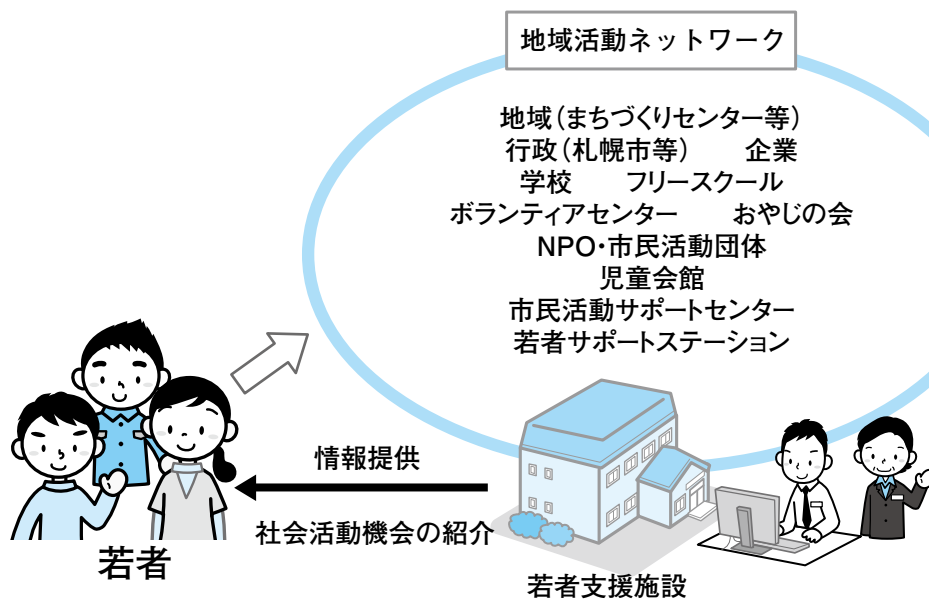 地域活動ネットワーク
地域（まちづくりセンター等）
行政（札幌市等）　企業
学校　フリースクール
ボランティアセンター　おやじの会
NPO・市民活動団体
児童会館
市民活動サポートセンター
若者サポートステーション
情報提供
社会活動機会の紹介
若者
若者支援施設